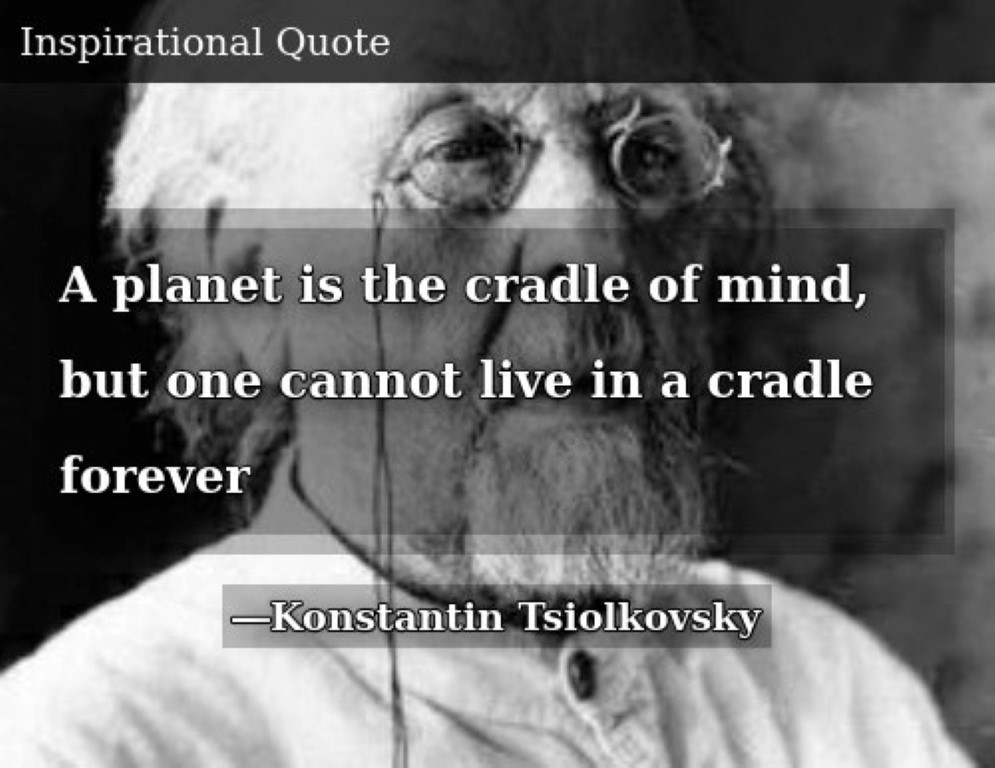 Inspirational Quote
A planet is the cradle of mind,
but one cannot live in a cradle
forever
—Konstantin Tsiolkovsky